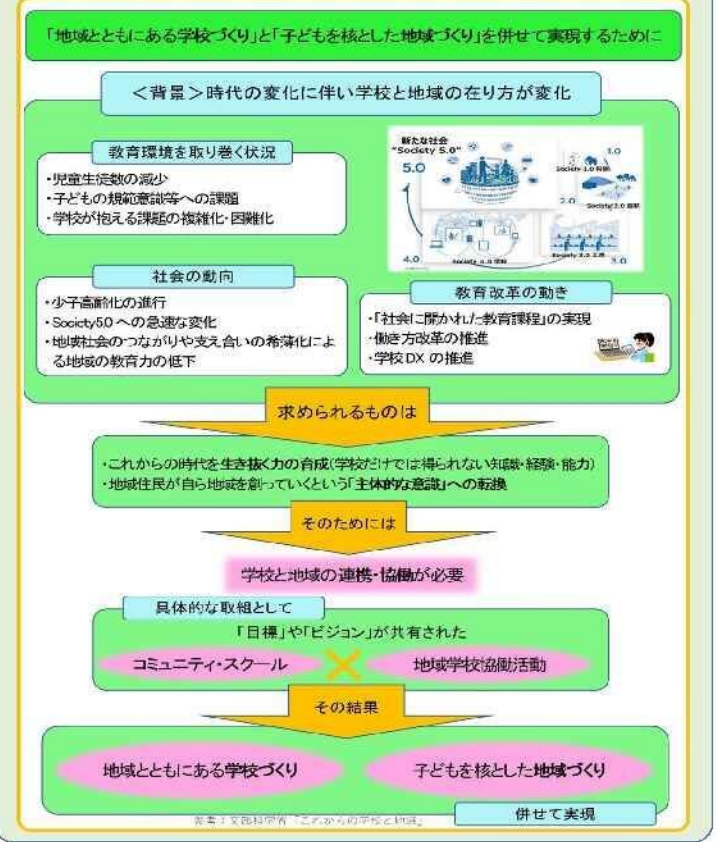 「地域とともにある学校づくり」と「子どもを核とした地域づくり」を併せて実現するために
＜背景＞時代の変化に伴い学校と地域の在り方が変化
教育環境を取り巻く状況
・児童生徒数の減少
・子どもの規範意識等への課題
・学校が抱える課題の複雑化・困難化
新たな社会
"Society 5.0"
5.0
1.0
2.0
4.0
3.0
社会の動向
・少子高齢化の進行
・Society5.0 への急速な変化
・地域社会のつながりや支え合いの希薄化によ
る地域の教育力の低下
教育改革の動き
・「社会に開かれた教育課程」の実現
・働き方改革の推進
・学校 DX の推進
求められるものは
・これからの時代を生き抜く力の育成(学校だけでは得られない知識・経験・能力)
・地域住民が自ら地域を創っていくという「主体的な意識」への転換
そのためには
学校と地域の連携・協働が必要
具体的な取組として
「目標」や「ビジョン」が共有された
コミュニティ・スクール
地域学校協働活動
その結果
地域とともにある学校づくり
子どもを核とした地域づくり
参考：文部科学省「これからの学校と地域」
併せて実現